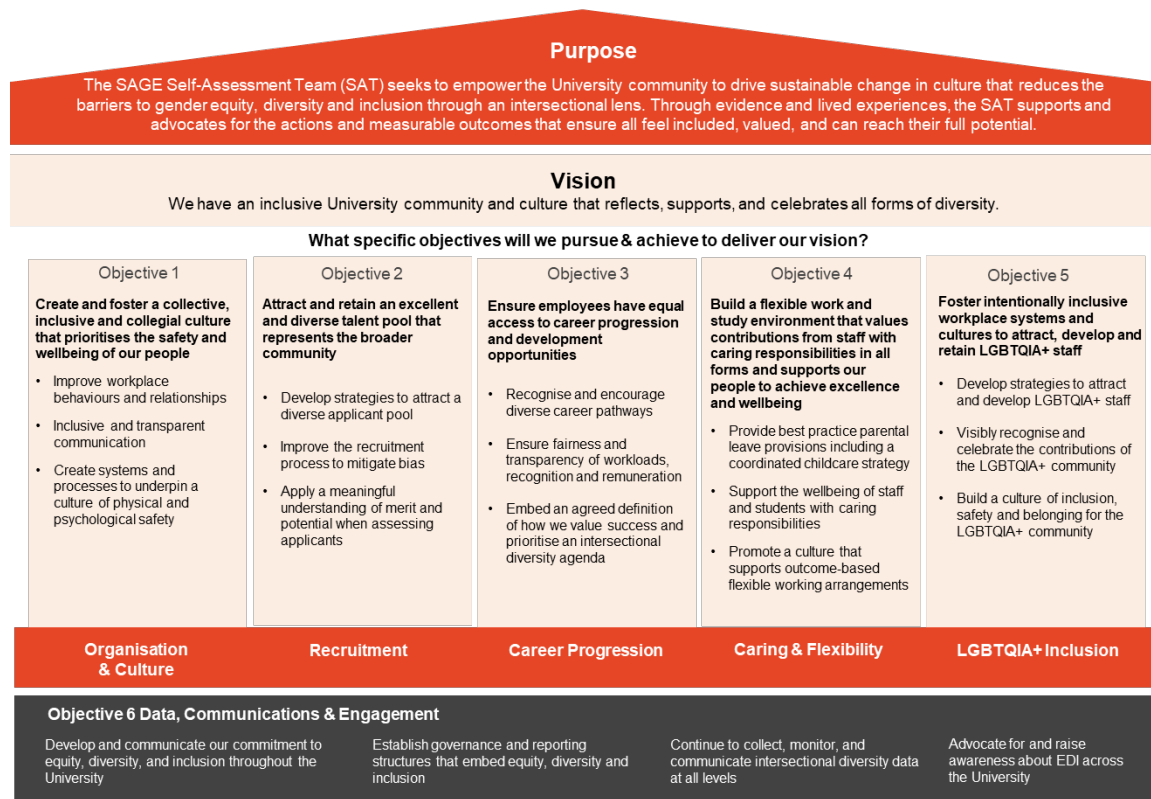 Purpose
The SAGE Self-Assessment Team (SAT) seeks to empower the University community to drive sustainable change in culture that reduces the
barriers to gender equity, diversity and inclusion through an intersectional lens. Through evidence and lived experiences, the SAT supports and
advocates for the actions and measurable outcomes that ensure all feel included, valued, and can reach their full potential.
Vision
We have an inclusive University community and culture that reflects, supports, and celebrates all forms of diversity.
What specific objectives will we pursue & achieve to deliver our vision?
Objective 1
Create and foster a collective,
inclusive and collegial culture
that prioritises the safety and
wellbeing of our people
• Improve workplace
behaviours and relationships
• Inclusive and transparent
communication
• Create systems and
processes to underpin a
culture of physical and
psychological safety
Organisation
& Culture
Objective 2
Attract and retain an excellent
and diverse talent pool that
represents the broader
community
• Develop strategies to attract a
diverse applicant pool
• Improve the recruitment
process to mitigate bias
• Apply a meaningful
understanding of merit and
potential when assessing
applicants
Recruitment
Objective 3
Ensure employees have equal
access to career progression
and development
opportunities
• Recognise and encourage
diverse career pathways
• Ensure fairness and
transparency of workloads,
recognition and remuneration
• Embed an agreed definition
of how we value success and
prioritise an intersectional
diversity agenda
Career Progression
Objective 4
Build a flexible work and
study environment that values
contributions from staff with
caring responsibilities in all
forms and supports our
people to achieve excellence
and wellbeing
• Provide best practice parental
leave provisions including a
coordinated childcare strategy
• Support the wellbeing of staff
and students with caring
responsibilities
• Promote a culture that
supports outcome-based
flexible working arrangements
Caring & Flexibility
Objective 5
Foster intentionally inclusive
workplace systems and
cultures to attract, develop and
retain LGBTQIA+ staff
• Develop strategies to attract
and develop LGBTQIA+ staff
• Visibly recognise and
celebrate the contributions of
the LGBTQIA+ community
• Build a culture of inclusion,
safety and belonging for the
LGBTQIA+ community
LGBTQIA+ Inclusion
Objective 6 Data, Communications & Engagement
Develop and communicate our commitment to
equity, diversity, and inclusion throughout the
University
Establish governance and reporting
structures that embed equity, diversity and
inclusion
Continue to collect, monitor, and
communicate intersectional diversity data
at all levels
Advocate for and raise
awareness about EDI across
the University